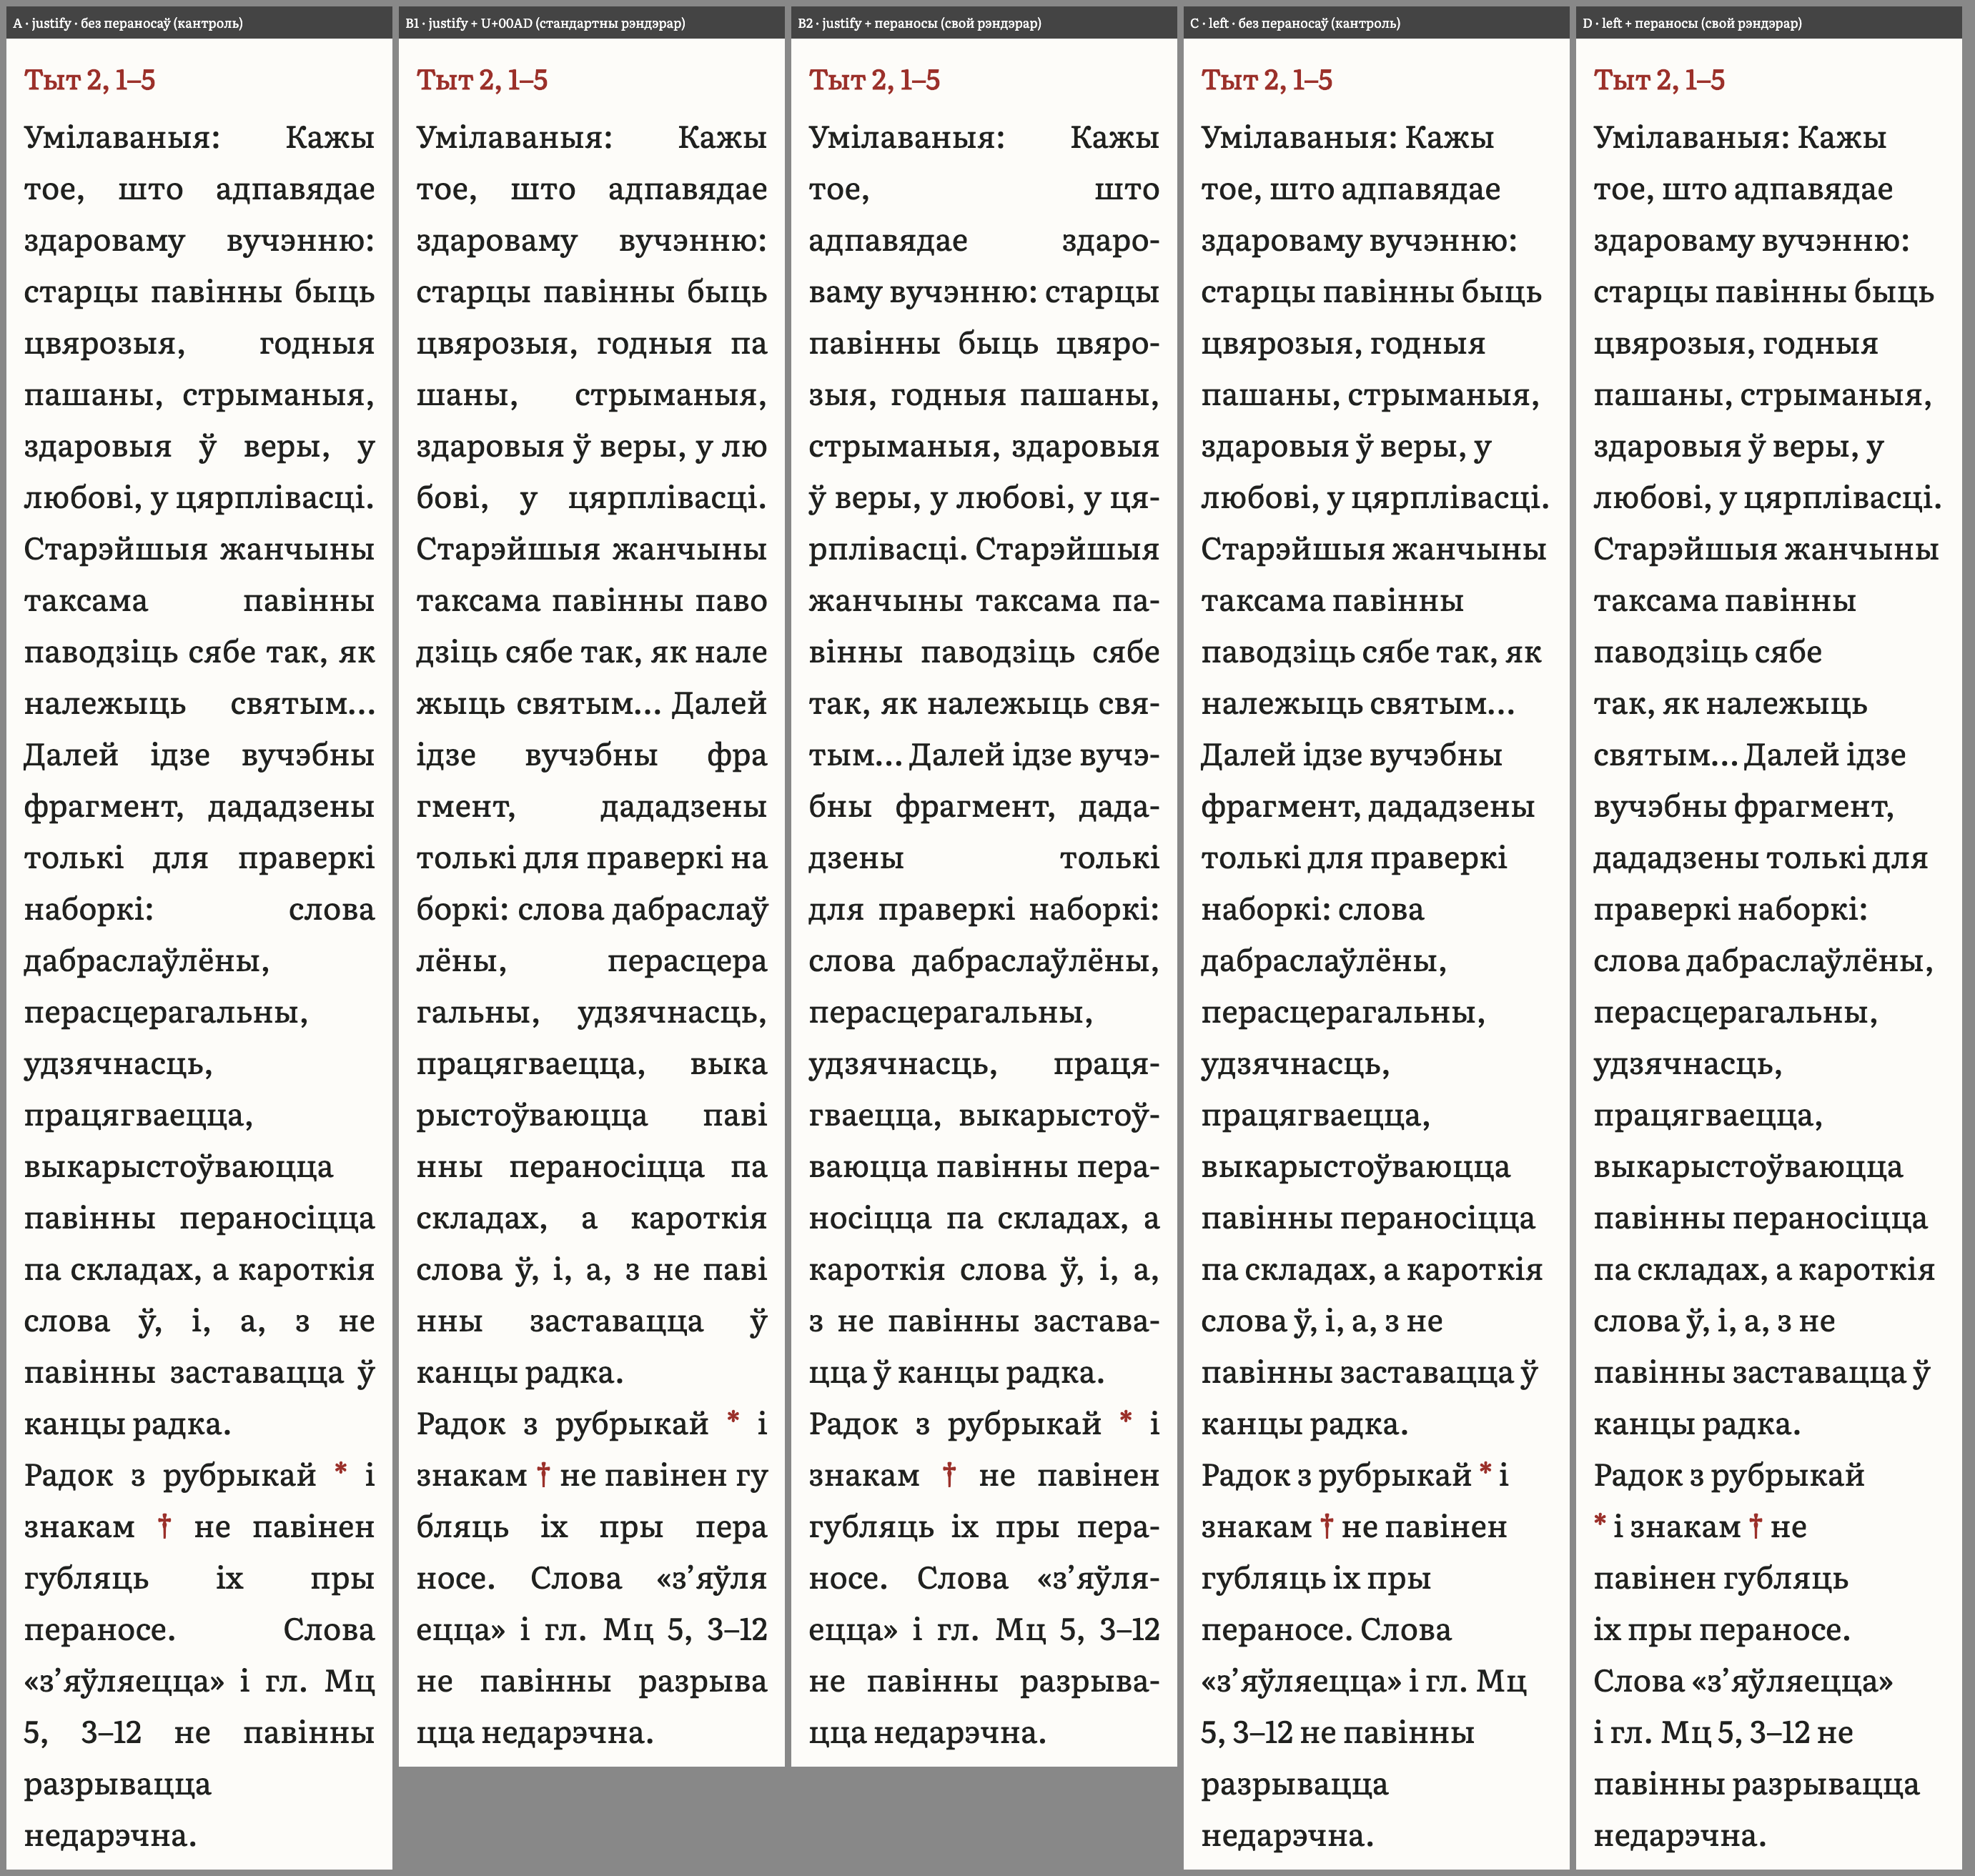 A · justify · без пераносаў (кантроль)
Тыт 2, 1–5
Умілаваныя: Кажы
тое, што адпавядае
здароваму вучэнню:
старцы павінны быць
цвярозыя, годныя
пашаны, стрыманыя,
здаровыя ў веры, у
любові, у цярплівасці.
Старэйшыя жанчыны
таксама павінны
паводзіць сябе так, як
належыць святым…
Далей ідзе вучэбны
фрагмент, дададзены
толькі для праверкі
наборкі: слова
дабраслаўлёны,
перасцерагальны,
удзячнасць,
працягваецца,
выкарыстоўваюцца
павінны пераносіцца
па складах, а кароткія
слова ў, і, а, з не
павінны заставацца ў
канцы радка.
Радок з рубрыкай * і
знакам † не павінен
губляць іх пры
пераносе. Слова
«з’яўляецца» і гл. Мц
5, 3–12 не павінны
разрывацца
недарэчна.
B1 · justify + U+00AD (стандартны рэндэрар)
Тыт 2, 1–5
Умілаваныя: Кажы
тое, што адпавядае
здароваму вучэнню:
старцы павінны быць
цвярозыя, годныя па
шаны, стрыманыя,
здаровыя ў веры, у лю
бові, у цярплівасці.
Старэйшыя жанчыны
таксама павінны паво
дзіць сябе так, як нале
жыць святым… Далей
ідзе вучэбны фра
гмент, дададзены
толькі для праверкі на
боркі: слова дабраслаў
лёны, перасцера
гальны, удзячнасць,
працягваецца, выка
рыстоўваюцца паві
нны пераносіцца па
складах, а кароткія
слова ў, і, а, з не паві
нны заставацца ў
канцы радка.
Радок з рубрыкай * і
знакам † не павінен гу
бляць іх пры пера
носе. Слова «з’яўля
ецца» і гл. Мц 5, 3–12
не павінны разрыва
цца недарэчна.
B2 · justify + пераносы (свой рэндэрар)
Тыт 2, 1–5
Умілаваныя: Кажы
тое, што
адпавядае здаро-
ваму вучэнню: старцы
павінны быць цвяро-
зыя, годныя пашаны,
стрыманыя, здаровыя
ў веры, у любові, у ця-
рплівасці. Старэйшыя
жанчыны таксама па-
вінны паводзіць сябе
так, як належыць свя-
тым… Далей ідзе вучэ-
бны фрагмент, дада-
дзены толькі
для праверкі наборкі:
слова дабраслаўлёны,
перасцерагальны,
удзячнасць, праця-
гваецца, выкарыстоў-
ваюцца павінны пера-
носіцца па складах, а
кароткія слова ў, і, а,
з не павінны застава-
цца ў канцы радка.
Радок з рубрыкай * і
знакам † не павінен
губляць іх пры пера-
носе. Слова «з’яўля-
ецца» і гл. Мц 5, 3–12
не павінны разрыва-
цца недарэчна.
C · left · без пераносаў (кантроль)
Тыт 2, 1–5
Умілаваныя: Кажы
тое, што адпавядае
здароваму вучэнню:
старцы павінны быць
цвярозыя, годныя
пашаны, стрыманыя,
здаровыя ў веры, у
любові, у цярплівасці.
Старэйшыя жанчыны
таксама павінны
паводзіць сябе так, як
належыць святым…
Далей ідзе вучэбны
фрагмент, дададзены
толькі для праверкі
наборкі: слова
дабраслаўлёны,
перасцерагальны,
удзячнасць,
працягваецца,
выкарыстоўваюцца
павінны пераносіцца
па складах, а кароткія
слова ў, і, а, з не
павінны заставацца ў
канцы радка.
Радок з рубрыкай * і
знакам † не павінен
губляць іх пры
пераносе. Слова
«з’яўляецца» і гл. Мц
5, 3–12 не павінны
разрывацца
недарэчна.
D · left + пераносы (свой рэндэрар)
Тыт 2, 1–5
Умілаваныя: Кажы
тое, што адпавядае
здароваму вучэнню:
старцы павінны быць
цвярозыя, годныя
пашаны, стрыманыя,
здаровыя ў веры, у
любові, у цярплівасці.
Старэйшыя жанчыны
таксама павінны
паводзіць сябе
так, як належыць
святым… Далей ідзе
вучэбны фрагмент,
дададзены толькі для
праверкі наборкі:
слова дабраслаўлёны,
перасцерагальны,
удзячнасць,
працягваецца,
выкарыстоўваюцца
павінны пераносіцца
па складах, а кароткія
слова ў, і, а, з не
павінны заставацца ў
канцы радка.
Радок з рубрыкай
* і знакам † не
павінен губляць
іх пры пераносе.
Слова «з’яўляецца»
і гл. Мц 5, 3–12 не
павінны разрывацца
недарэчна.